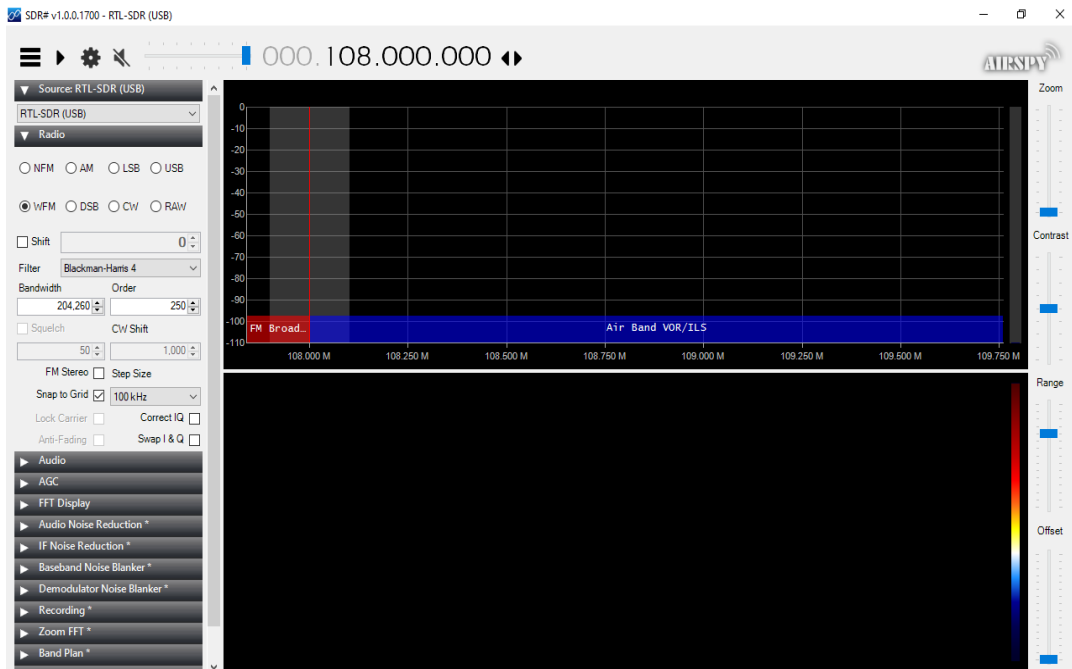 SDR# v1.0.0.1700 - RTL-SDR (USB)
000.108.000.000
AIRSPY
Source: RTL-SDR (USB)
RTL-SDR (USB)
Radio
NFM AM LSB USB
WFM DSB CW RAW
Shift 0
Filter Blackman-Harris 4
Bandwidth Order
204,260 250
Squelch CW Shift
50 1,000
FM Stereo Step Size
Snap to Grid 100 kHz
Lock Carrier Correct IQ
Anti-Fading Swap I & Q
Audio
AGC
FFT Display
Audio Noise Reduction *
IF Noise Reduction *
Baseband Noise Blanker *
Demodulator Noise Blanker *
Recording *
Zoom FFT *
Band Plan *
0
-10
-20
-30
-40
-50
-60
-70
-80
-90
-100
-110
FM Broad… Air Band VOR/ILS
108.000 M 108.250 M 108.500 M 108.750 M 109.000 M 109.250 M 109.500 M 109.750 M
Zoom
Contrast
Range
Offset